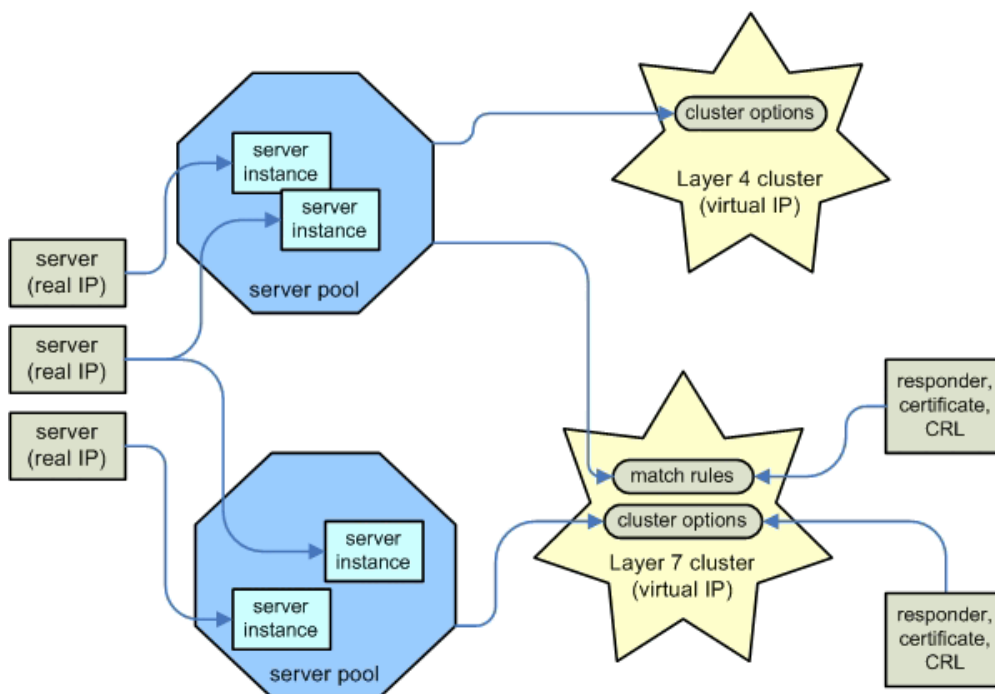 cluster options
Layer 4 cluster
(virtual IP)
server
instance
server
instance
server pool
server
(real IP)
server
(real IP)
server
(real IP)
responder,
certificate,
CRL
match rules
cluster options
Layer 7 cluster
(virtual IP)
server
instance
server
instance
server pool
responder,
certificate,
CRL